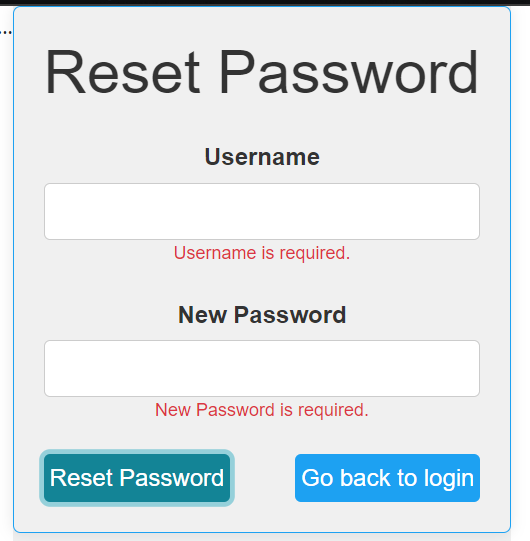 Reset Password
Username
Username is required.
New Password
New Password is required.
Reset Password
Go back to login